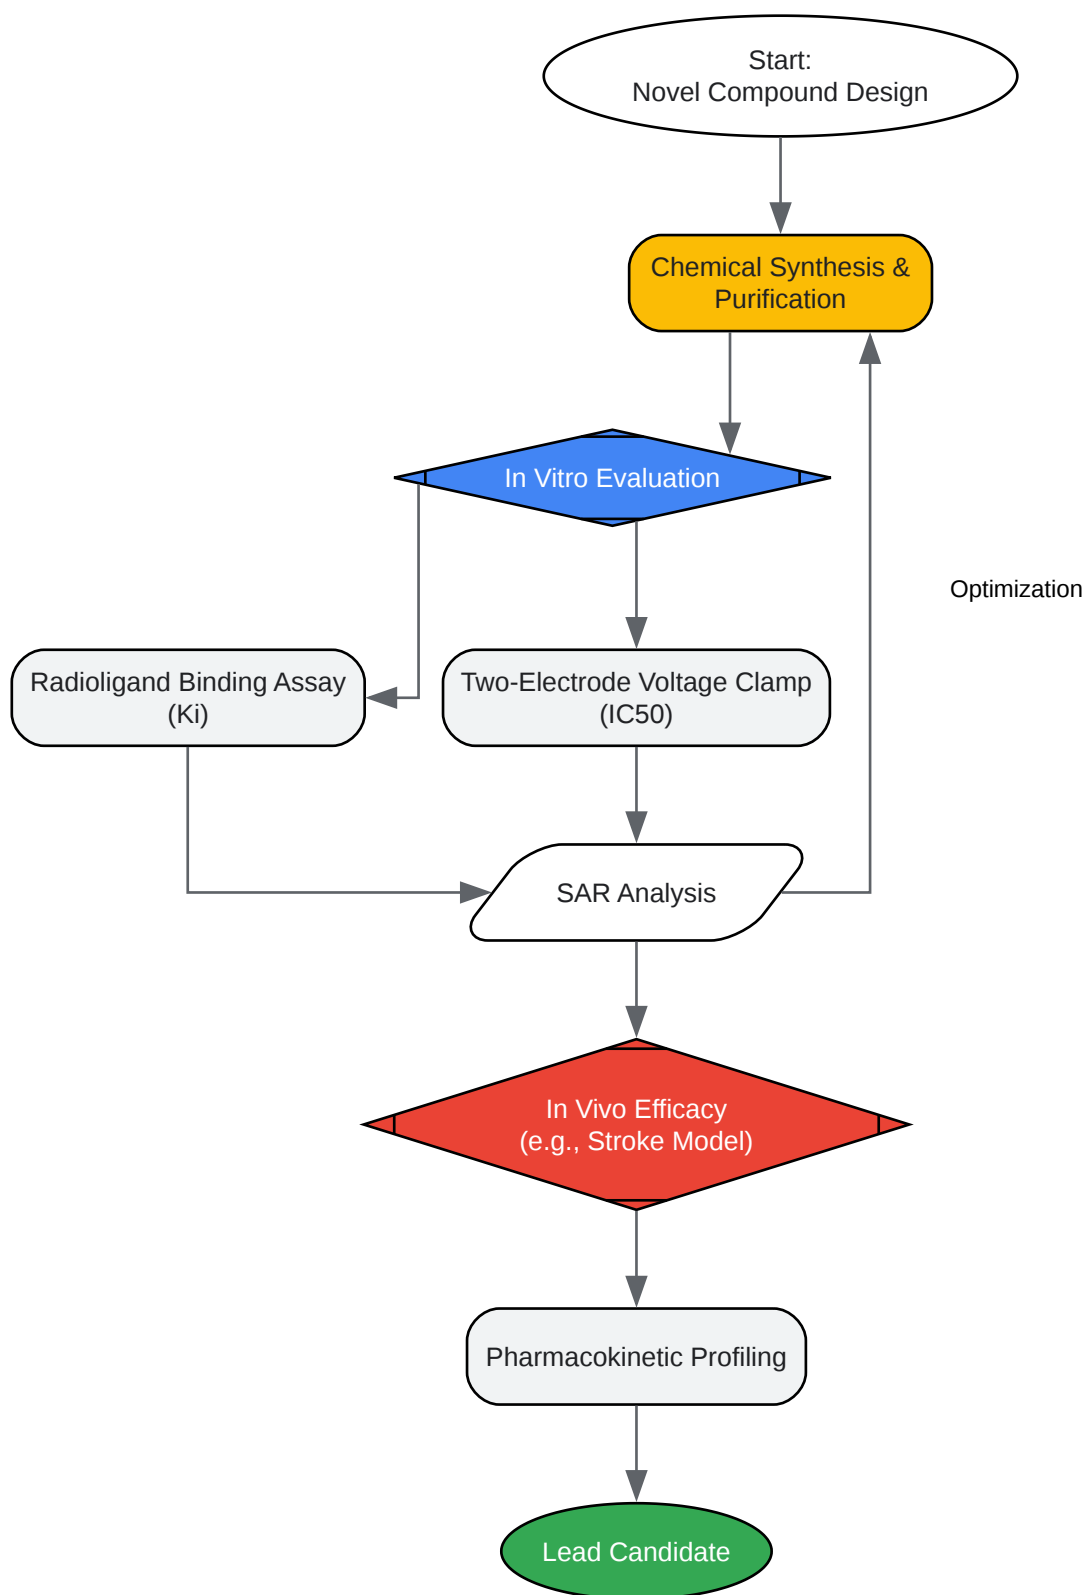 Start:
Novel Compound Design
Chemical Synthesis &
Purification
In Vitro Evaluation
Optimization
Radioligand Binding Assay
(Ki)
Two-Electrode Voltage Clamp
(IC50)
SAR Analysis
In Vivo Efficacy
(e.g., Stroke Model)
Pharmacokinetic Profiling
Lead Candidate